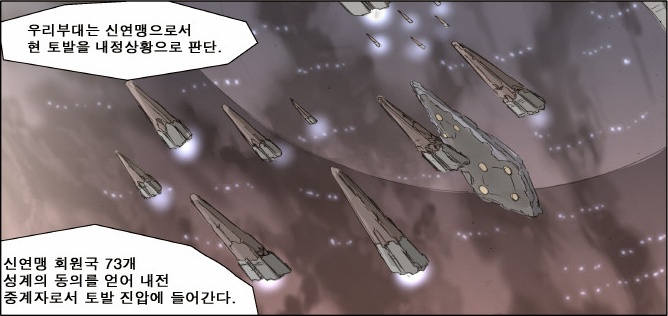 우리부대는 신연맹으로서
현 토발을 내정상황으로 판단.
신연맹 회원국 73개
성계의 동의를 얻어 내전
중계자로서 토발 진압에 들어간다.